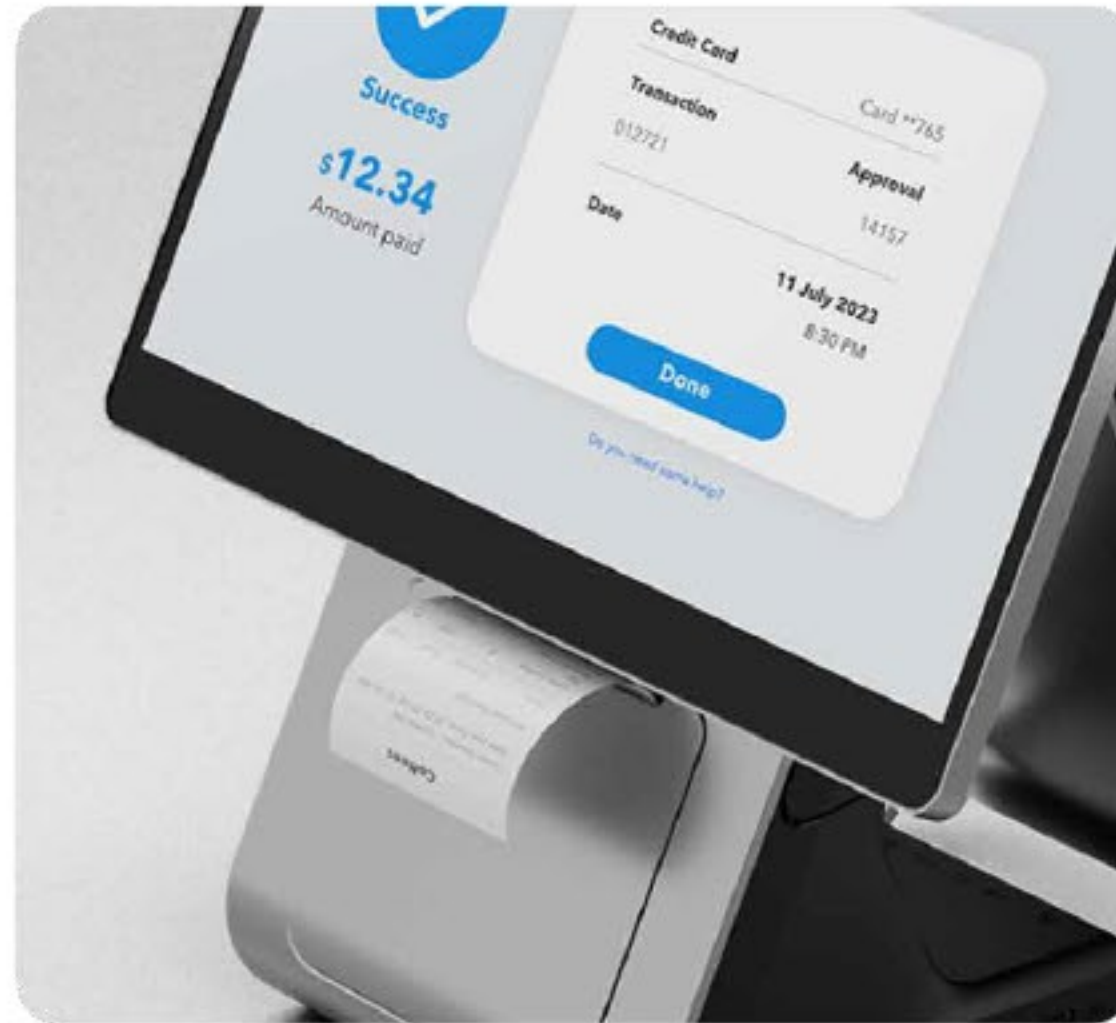 Success
$12.34
Amount paid
Credit Card
Card **765
Transaction
012721
Approval
14157
Date
11 July 2023
8:30 PM
Done
Do you need some help?